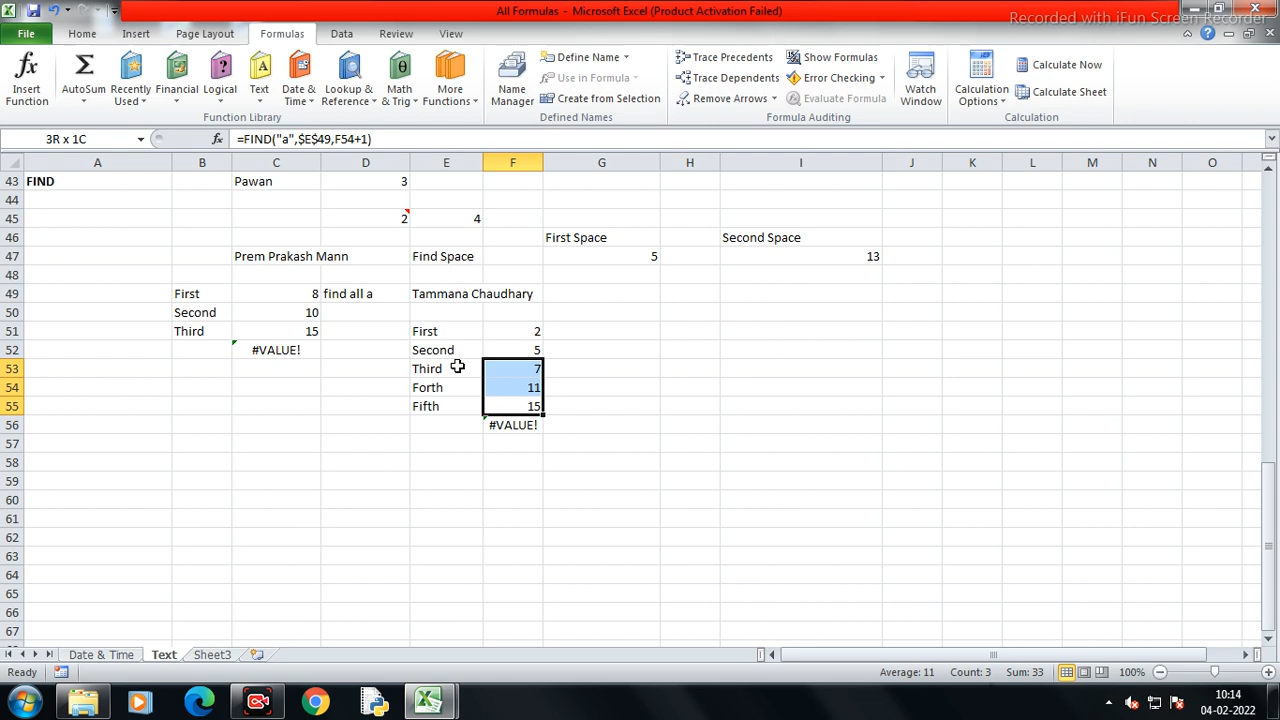 All Formulas - Microsoft Excel (Product Activation Failed)
Recorded with iFun Screen Recorder
File Home Insert Page Layout Formulas Data Review View
Insert Function
AutoSum
Recently Used
Financial
Logical
Text
Date & Time
Lookup & Reference
Math & Trig
More Functions
Function Library
Name Manager
Define Name
Use in Formula
Create from Selection
Defined Names
Trace Precedents
Trace Dependents
Remove Arrows
Show Formulas
Error Checking
Evaluate Formula
Formula Auditing
Watch Window
Calculation Options
Calculate Now
Calculate Sheet
Calculation
3R x 1C fx =FIND("a",$E$49,F54+1)
A B C D E F G H I J K L M N O
43 FIND Pawan 3
44
45 2 4
46 First Space Second Space
47 Prem Prakash Mann Find Space 5 13
48
49 First 8 find all a Tammana Chaudhary
50 Second 10
51 Third 15 First 2
52 #VALUE! Second 5
53 Third 7
54 Forth 11
55 Fifth 15
56 #VALUE!
57
58
59
60
61
62
63
64
65
66
67
Date & Time Text Sheet3
Ready Average: 11 Count: 3 Sum: 33 100%
10:14
04-02-2022